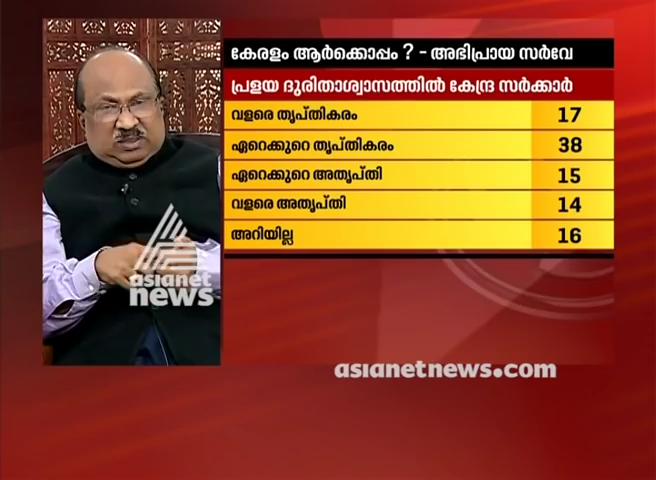 കേരളം ആർക്കൊപ്പം ? - അഭിപ്രായ സർവേ
പ്രളയ ദുരിതാശ്വാസത്തിൽ കേന്ദ്ര സർക്കാർ
വളരെ തൃപ്തികരം 17
ഏറെക്കുറേ തൃപ്തികരം 38
ഏറെക്കുറേ അതൃപ്തി 15
വളരെ അതൃപ്തി 14
അറിയില്ല 16
asianet
news
asianetnews.com